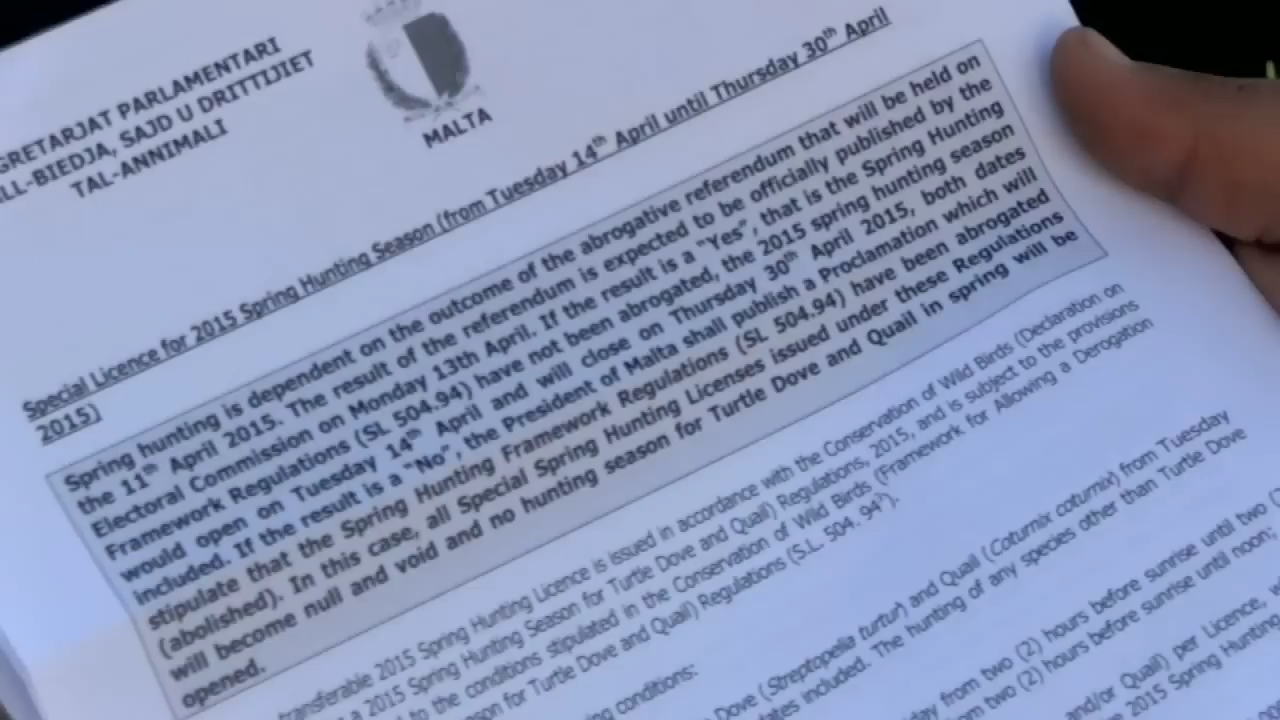 GRETARJAT PARLAMENTARI
LL-BIEDJA, SAJD U DRITTIJIET
TAL-ANNIMALI
MALTA
Special Licence for 2015 Spring Hunting Season (from Tuesday 14th April until Thursday 30th April
2015)
Spring hunting is dependent on the outcome of the abrogative referendum that will be held on
the 11th April 2015. The result of the referendum is expected to be officially published by the
Electoral Commission on Monday 13th April. If the result is a "Yes", that is the Spring Hunting
Framework Regulations (SL 504.94) have not been abrogated, the 2015 spring hunting season
would open on Tuesday 14th April and will close on Thursday 30th April 2015, both dates
included. If the result is a "No", the President of Malta shall publish a Proclamation which will
stipulate that the Spring Hunting Framework Regulations (SL 504.94) have been abrogated
(abolished). In this case, all Special Spring Hunting Licenses issued under these Regulations
will become null and void and no hunting season for Turtle Dove and Quail in spring will be
opened.
transferable 2015 Spring Hunting Licence is issued in accordance with the Conservation of Wild Birds (Declaration on
a 2015 Spring Hunting Season for Turtle Dove and Quail) Regulations, 2015, and is subject to the provisions
to the conditions stipulated in the Conservation of Wild Birds (Framework for Allowing a Derogation
son for Turtle Dove and Quail) Regulations (S.L. 504. 94").
ng conditions:
Dove (Streptopelia turtur) and Quail (Coturnix coturnix) from Tuesday
dates included. The hunting of any species other than Turtle Dove
day from two (2) hours before sunrise until two (
om two (2) hours before sunrise until noon;
and/or Quail) per Licence,
2015 Spring Hunting